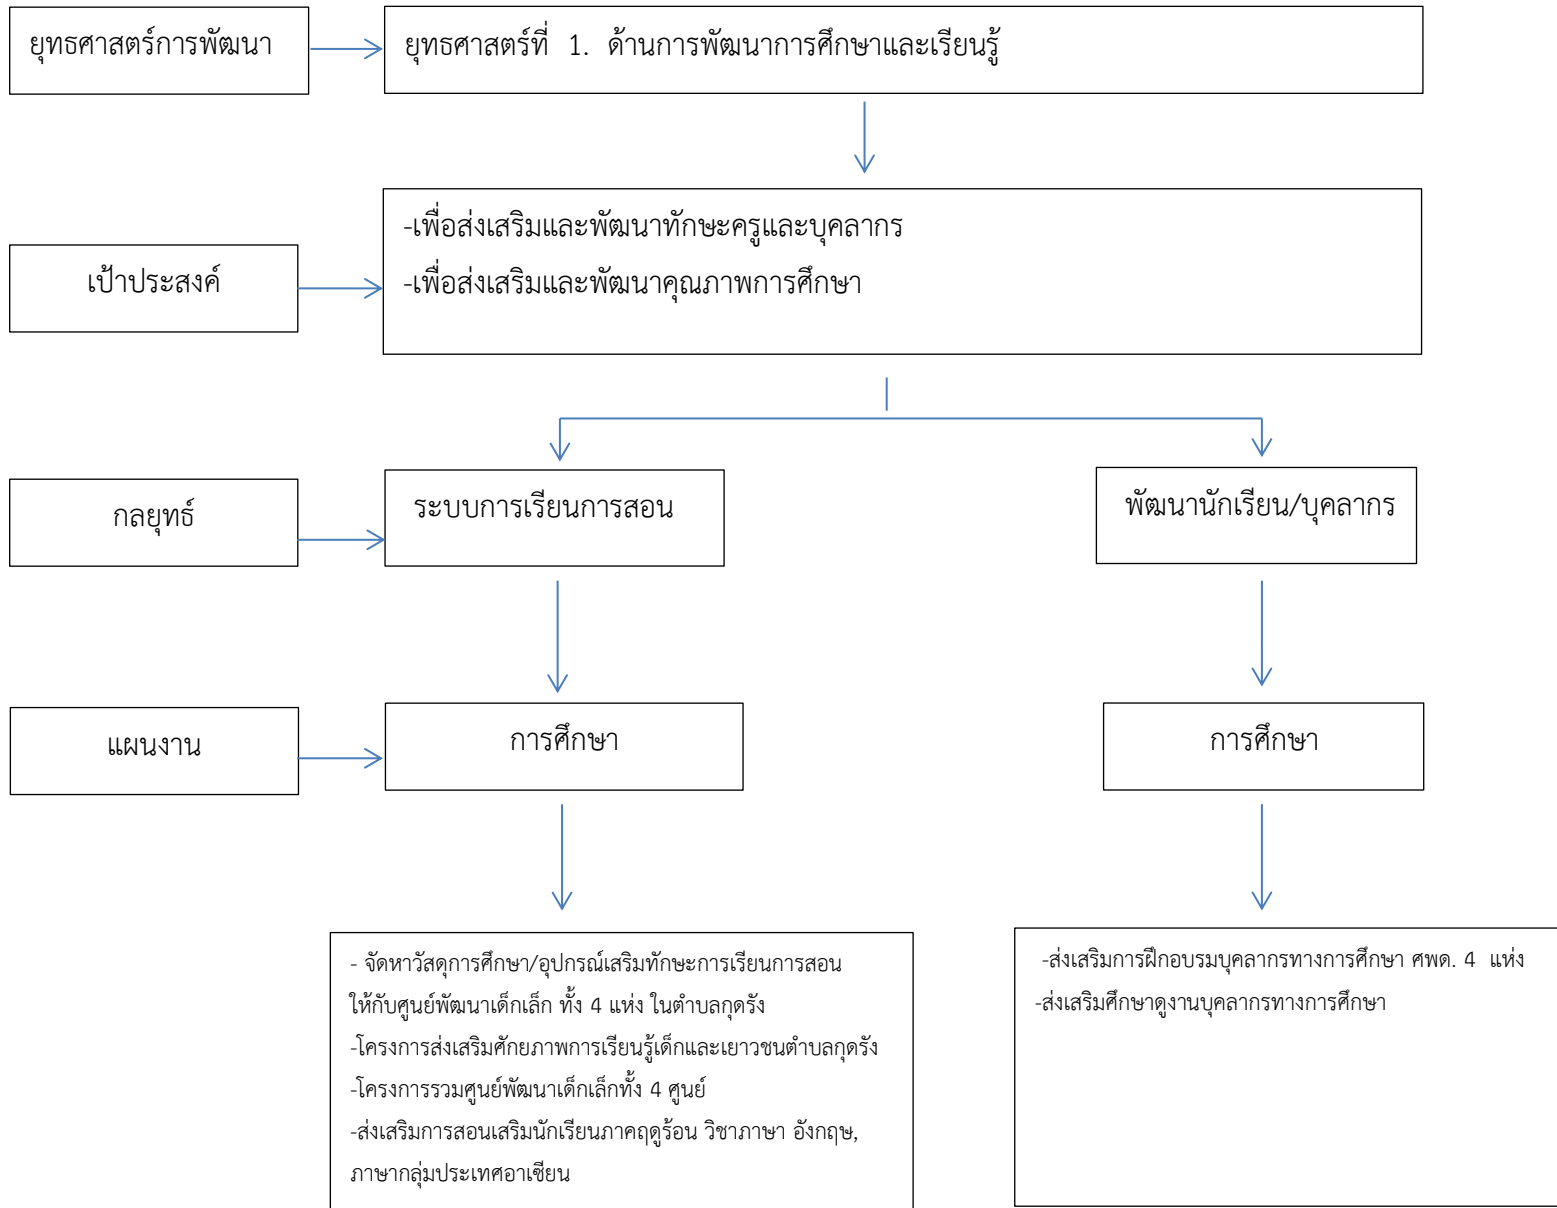 ยุทธศาสตร์การพัฒนา
ยุทธศาสตร์ที่ 1. ด้านการพัฒนาการศึกษาและเรียนรู้
เป้าประสงค์
-เพื่อส่งเสริมและพัฒนาทักษะครูและบุคลากร
-เพื่อส่งเสริมและพัฒนาคุณภาพการศึกษา
กลยุทธ์
ระบบการเรียนการสอน
พัฒนานักเรียน/บุคลากร
แผนงาน
การศึกษา
การศึกษา
- จัดหาวัสดุการศึกษา/อุปกรณ์เสริมทักษะการเรียนการสอน
ให้กับศูนย์พัฒนาเด็กเล็ก ทั้ง 4 แห่ง ในตำบลกุดรัง
-โครงการส่งเสริมศักยภาพการเรียนรู้เด็กและเยาวชนตำบลกุดรัง
-โครงการรวมศูนย์พัฒนาเด็กเล็กทั้ง 4 ศูนย์
-ส่งเสริมการสอนเสริมนักเรียนภาคฤดูร้อน วิชาภาษา อังกฤษ,
ภาษากลุ่มประเทศอาเซียน
-ส่งเสริมการฝึกอบรมบุคลากรทางการศึกษา ศพด. 4 แห่ง
-ส่งเสริมศึกษาดูงานบุคลากรทางการศึกษา